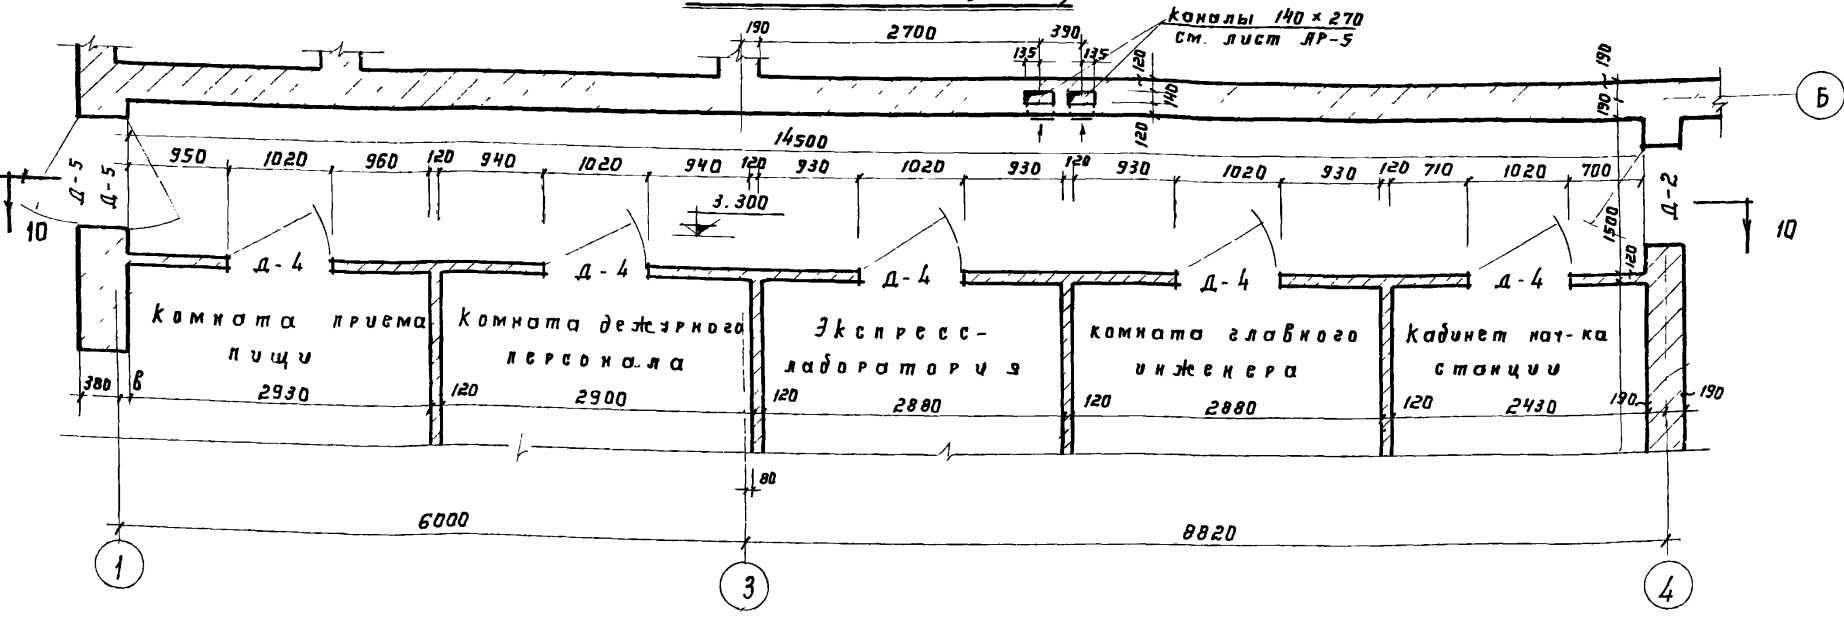 каналы 140 × 270
см. лист АР-5
190 2700 390
135 135 120 140 120
190 190
Б
14500
950 1020 960 120 940 1020 940 120 930 1020 930 120 930 1020 930 120 710 1020 700
Д-5 Д-5
3.300
Д-2
1500
120
10 10
Д-4 Д-4 Д-4 Д-4 Д-4
Комната приема
пищи
Комната дежурного
персонала
Экспресс-
лаборатория
комната главного
инженера
Кабинет нач-ка
станции
380 2930 120 2900 120 2880 120 2880 120 2430 190 190
80
6000 8820
1 3 4